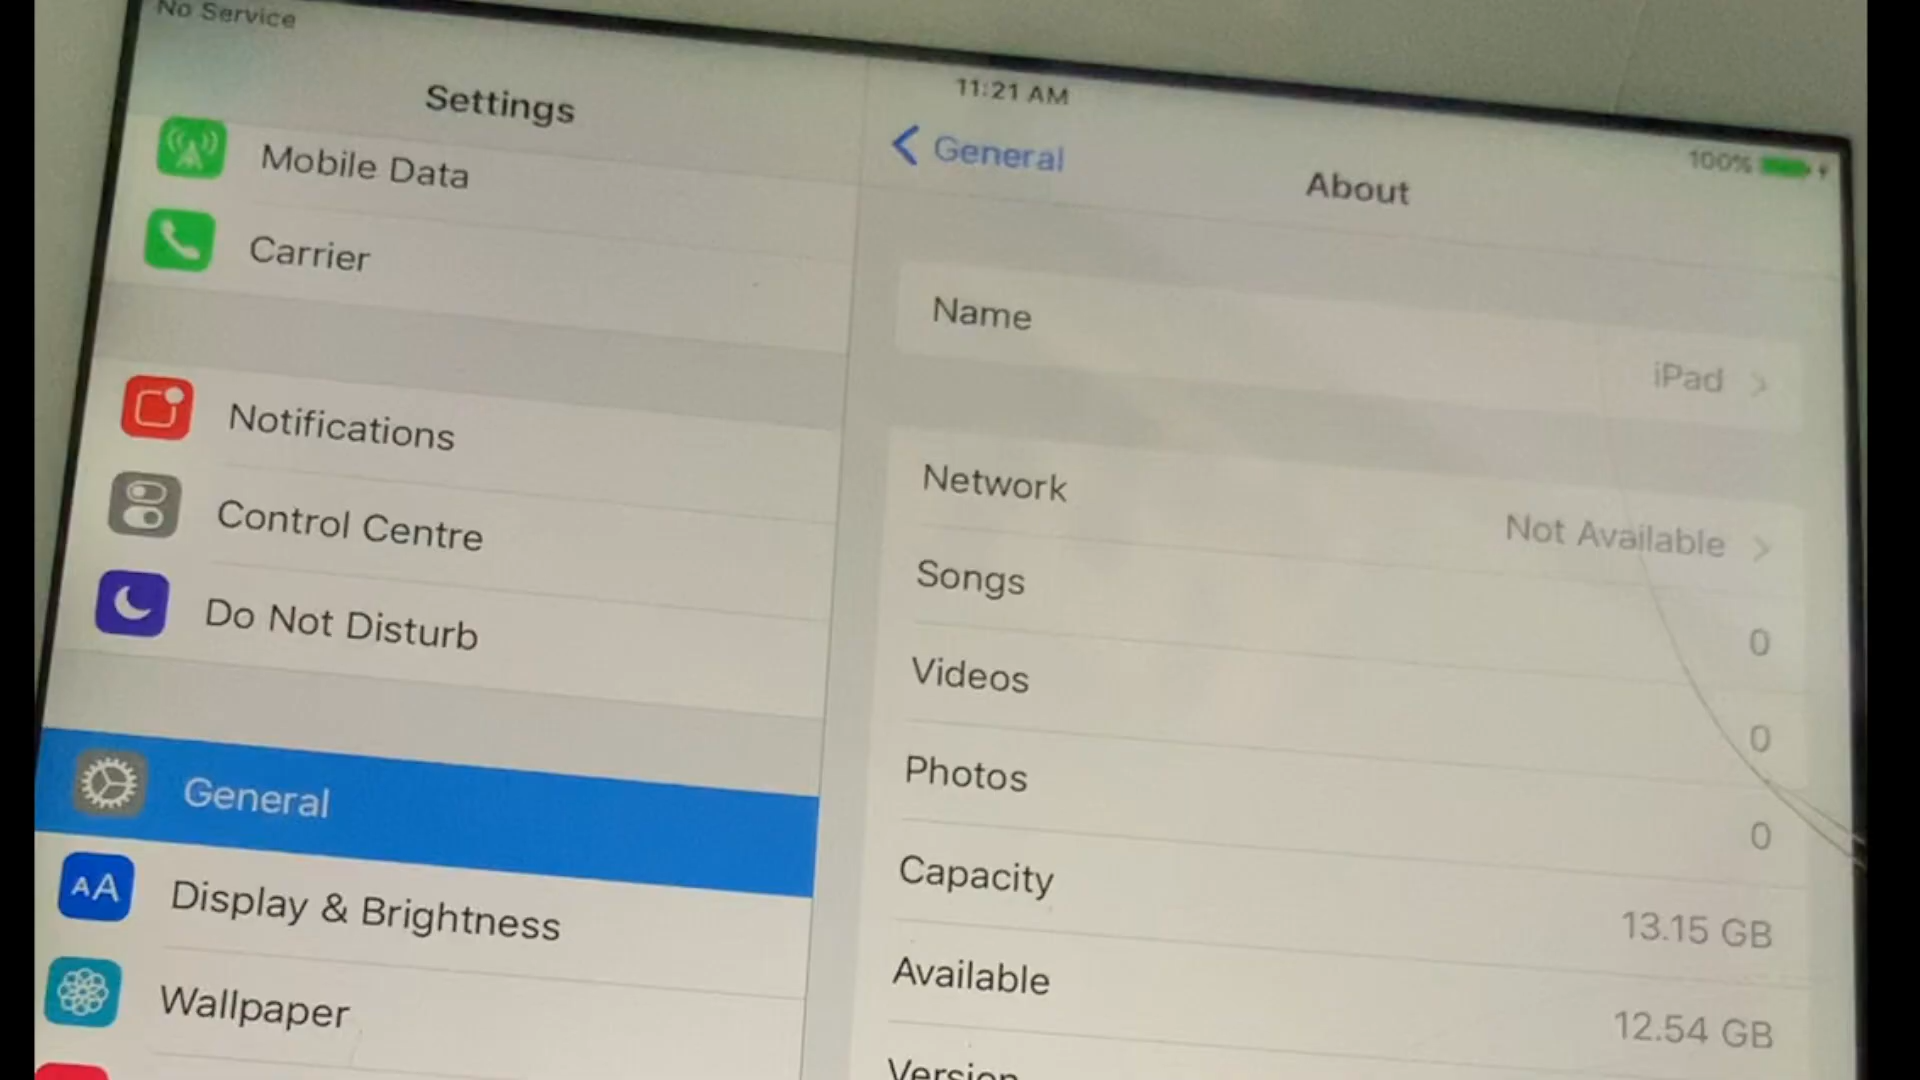 No Service
11:21 AM
100%
Settings
Mobile Data
Carrier
Notifications
Control Centre
Do Not Disturb
General
AA
Display & Brightness
Wallpaper
General
About
Name
iPad
Network
Not Available
Songs
0
Videos
0
Photos
0
Capacity
13.15 GB
Available
12.54 GB
Version